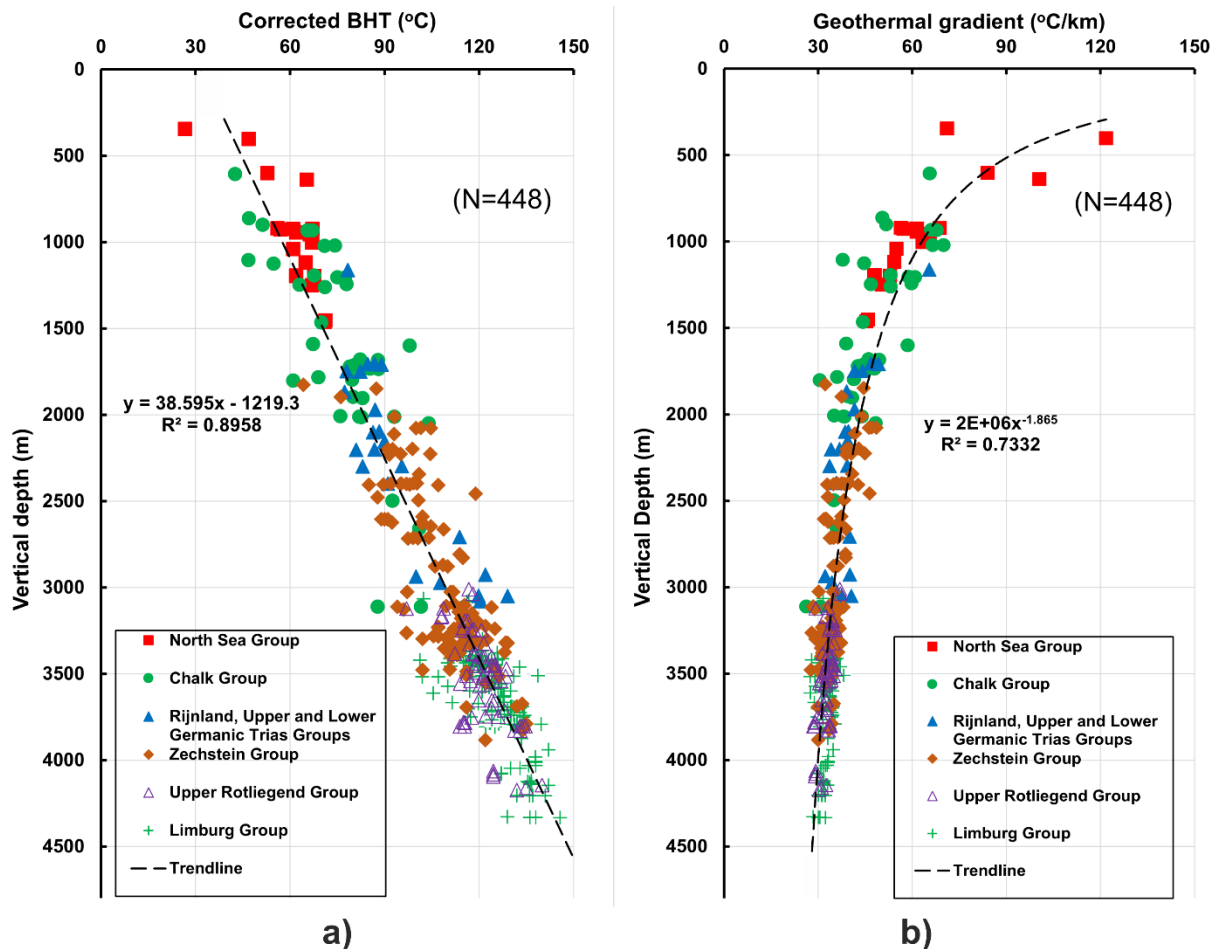 Corrected BHT (ºC)
0 30 60 90 120 150
0
500
1000
1500
2000
2500
3000
3500
4000
4500
Vertical depth (m)
(N=448)
y = 38.595x - 1219.3
R² = 0.8958
North Sea Group
Chalk Group
Rijnland, Upper and Lower
Germanic Trias Groups
Zechstein Group
Upper Rotliegend Group
Limburg Group
Trendline
a)
Geothermal gradient (ºC/km)
0 30 60 90 120 150
0
500
1000
1500
2000
2500
3000
3500
4000
4500
Vertical Depth (m)
(N=448)
y = 2E+06x^-1.865
R² = 0.7332
North Sea Group
Chalk Group
Rijnland, Upper and Lower
Germanic Trias Groups
Zechstein Group
Upper Rotliegend Group
Limburg Group
Trendline
b)